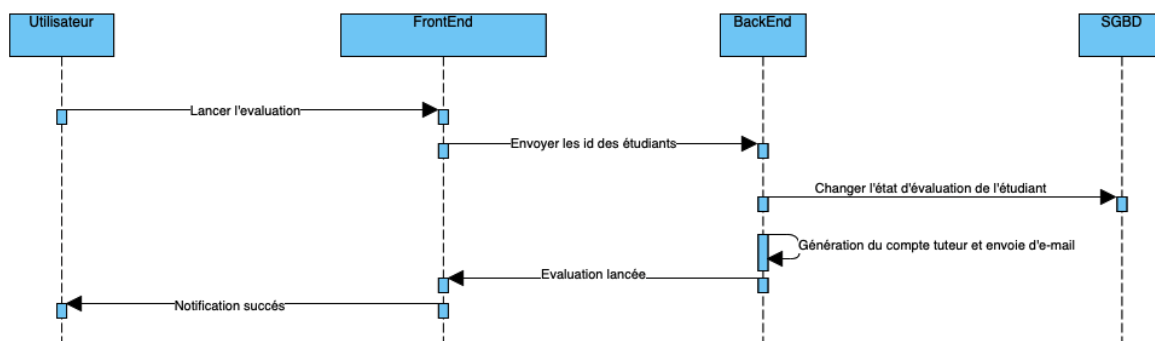 Utilisateur
FrontEnd
BackEnd
SGBD
Lancer l'evaluation
Envoyer les id des étudiants
Changer l'état d'évaluation de l'étudiant
Génération du compte tuteur et envoie d'e-mail
Evaluation lancée
Notification succés